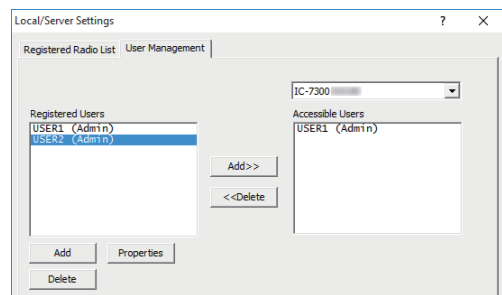 Local/Server Settings ? X
Registered Radio List User Management
IC-7300
Registered Users Accessible Users
USER1 (Admin) USER1 (Admin)
USER2 (Admin)
Add>>
<<Delete
Add Properties
Delete